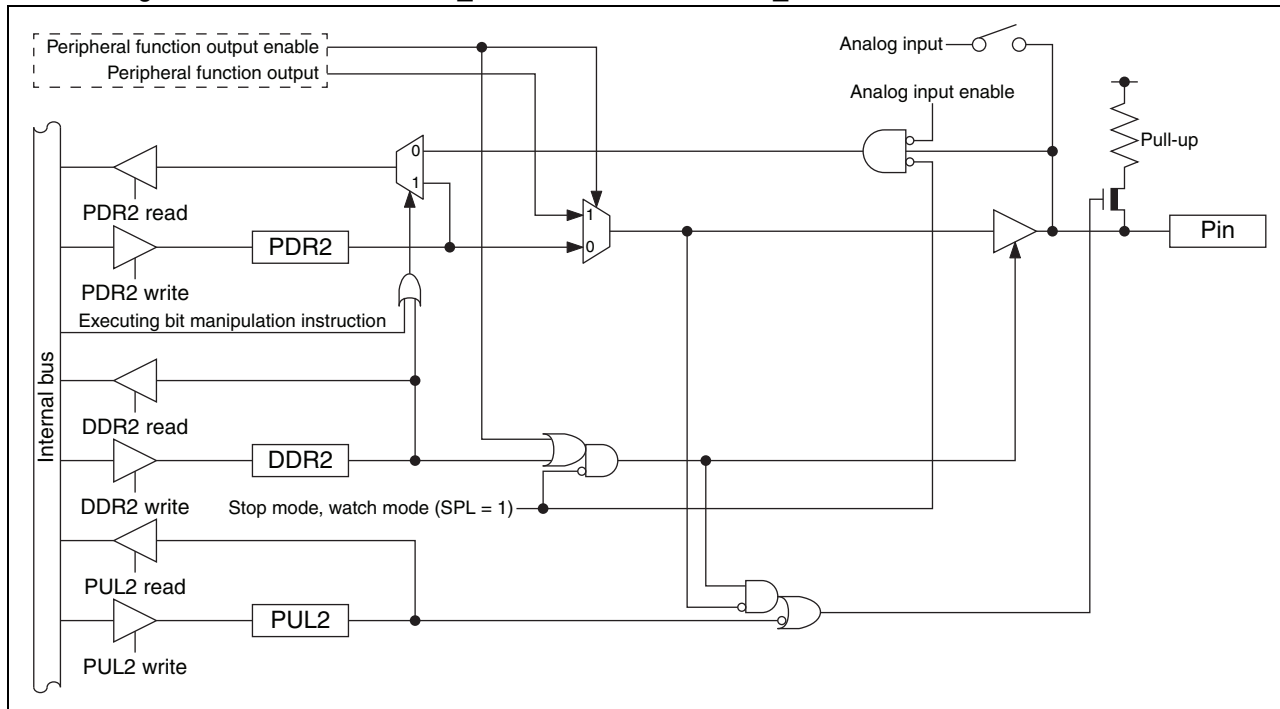 Peripheral function output enable
Peripheral function output
Analog input
Analog input enable
Pull-up
0
1
PDR2 read
1
PDR2
0
Pin
PDR2 write
Executing bit manipulation instruction
Internal bus
DDR2 read
DDR2
DDR2 write
Stop mode, watch mode (SPL = 1)
PUL2 read
PUL2
PUL2 write